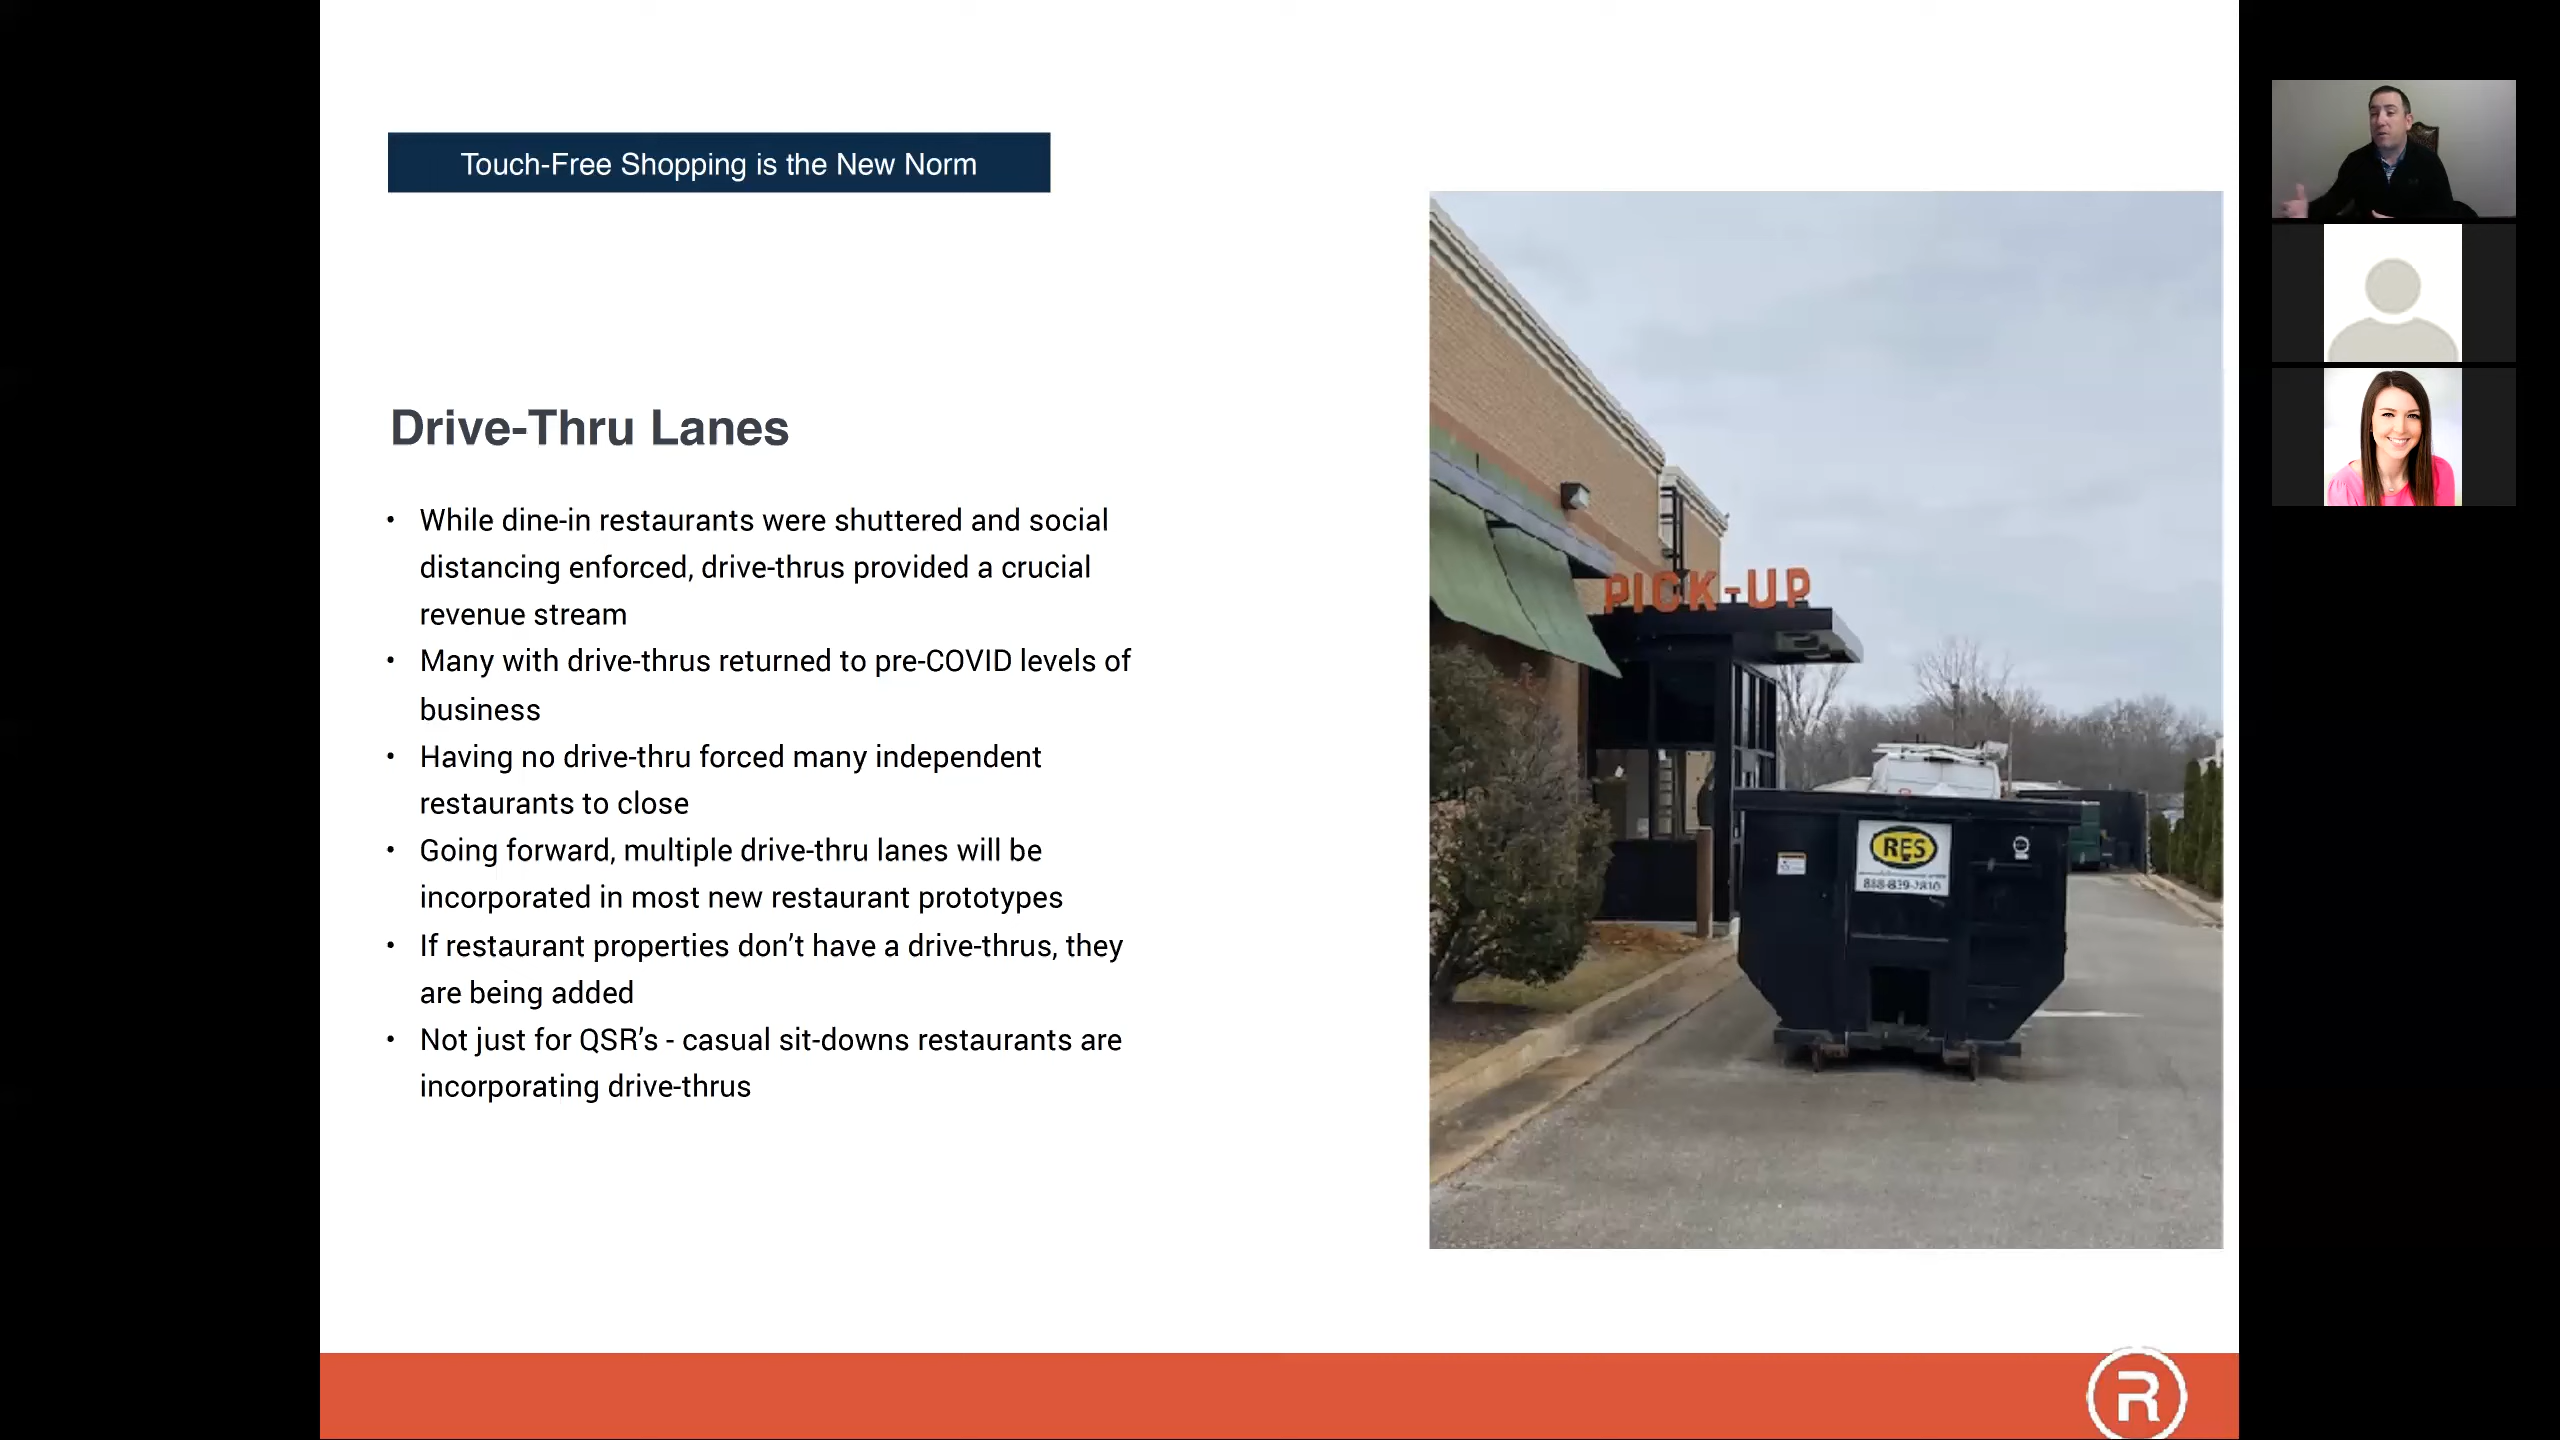 Touch-Free Shopping is the New Norm
Drive-Thru Lanes
• While dine-in restaurants were shuttered and social
distancing enforced, drive-thrus provided a crucial
revenue stream
• Many with drive-thrus returned to pre-COVID levels of
business
• Having no drive-thru forced many independent
restaurants to close
• Going forward, multiple drive-thru lanes will be
incorporated in most new restaurant prototypes
• If restaurant properties don’t have a drive-thrus, they
are being added
• Not just for QSR’s - casual sit-downs restaurants are
incorporating drive-thrus
PICK-UP
RES
R